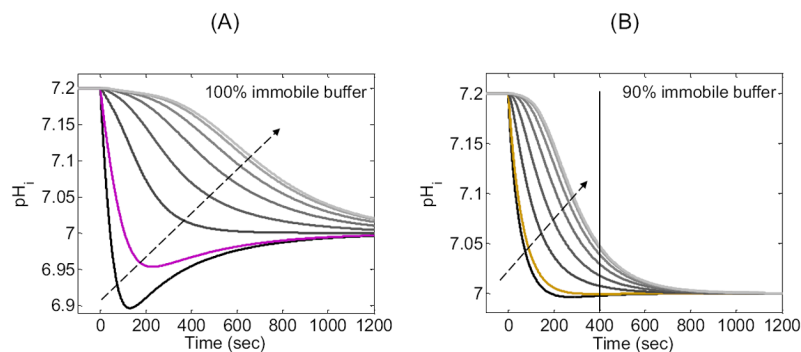 (A) (B)
100% immobile buffer
7.2
7.15
7.1
7.05
7
6.95
6.9
pHi
0 200 400 600 800 1000 1200
Time (sec)
90% immobile buffer
7.2
7.15
7.1
7.05
7
pHi
0 200 400 600 800 1000 1200
Time (sec)